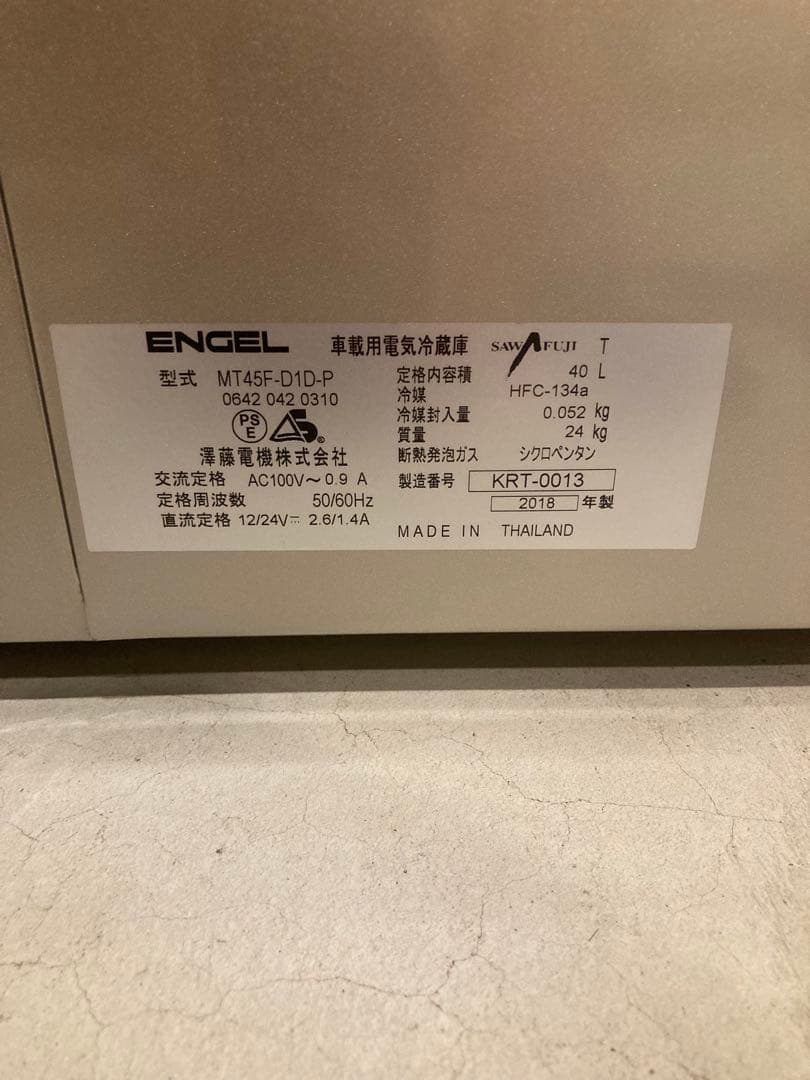 ENGEL 車載用電気冷蔵庫 SAWAFUJI T
型式 MT45F-D1D-P
0642 042 0310
PS
E
S
澤藤電機株式会社
交流定格 AC100V〜0.9 A
定格周波数 50/60Hz
直流定格 12/24V⎓ 2.6/1.4A
定格内容積 40 L
冷媒 HFC-134a
冷媒封入量 0.052 kg
質量 24 kg
断熱発泡ガス シクロペンタン
製造番号 KRT-0013
2018 年製
MADE IN THAILAND